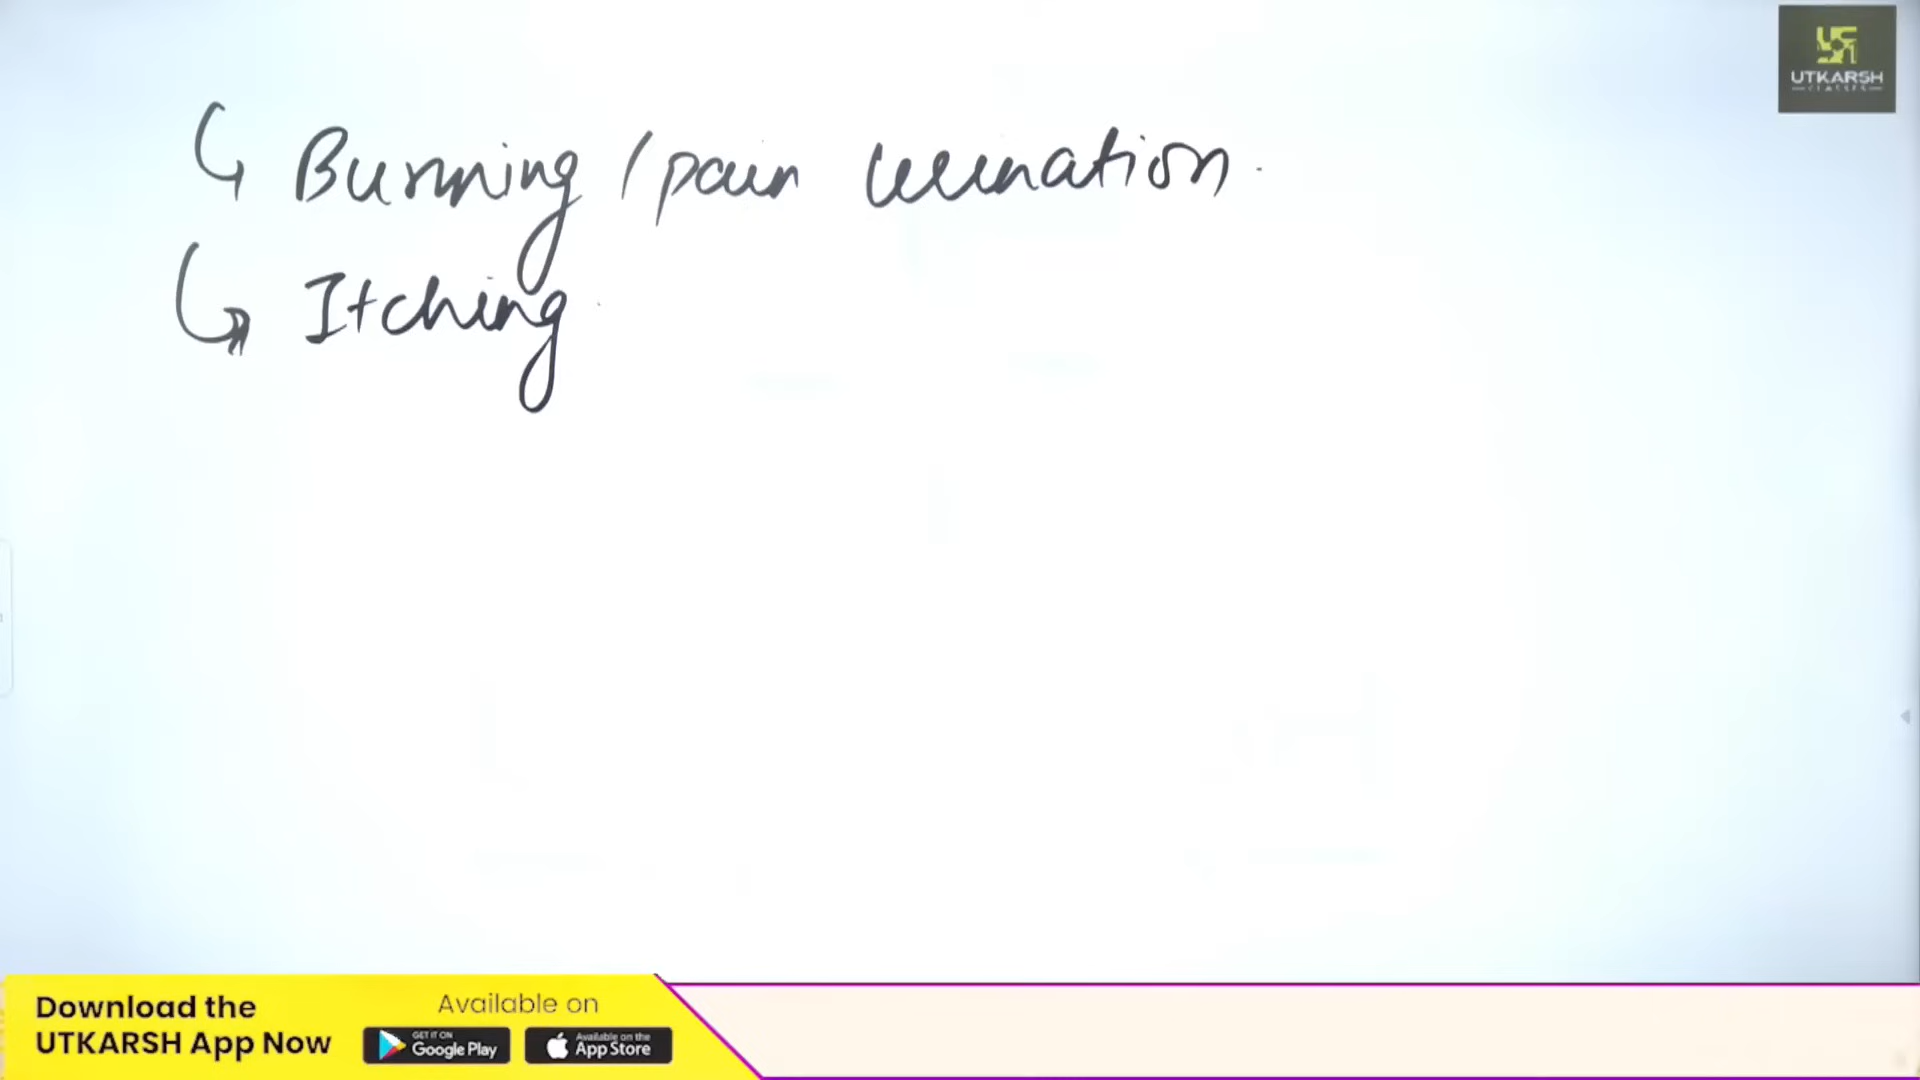 UTKARSH
CLASSES
Burning / pain urination.
Itching
Download the
UTKARSH App Now
Available on
GET IT ON
Google Play
Available on the
App Store